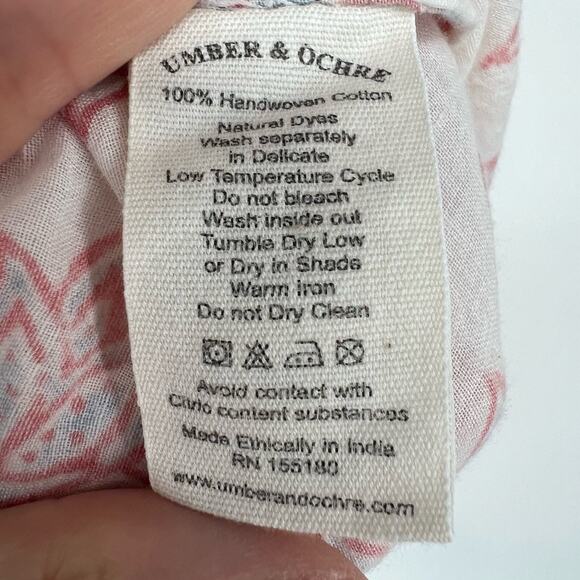 UMBER & OCHRE
100% Handwoven Cotton
Natural Dyes
Wash separately
in Delicate
Low Temperature Cycle
Do not bleach
Wash inside out
Tumble Dry Low
or Dry in Shade
Warm iron
Do not Dry Clean
Avoid contact with
Citric content substances
Made Ethically in India
RN 155180
www.umberandochre.com